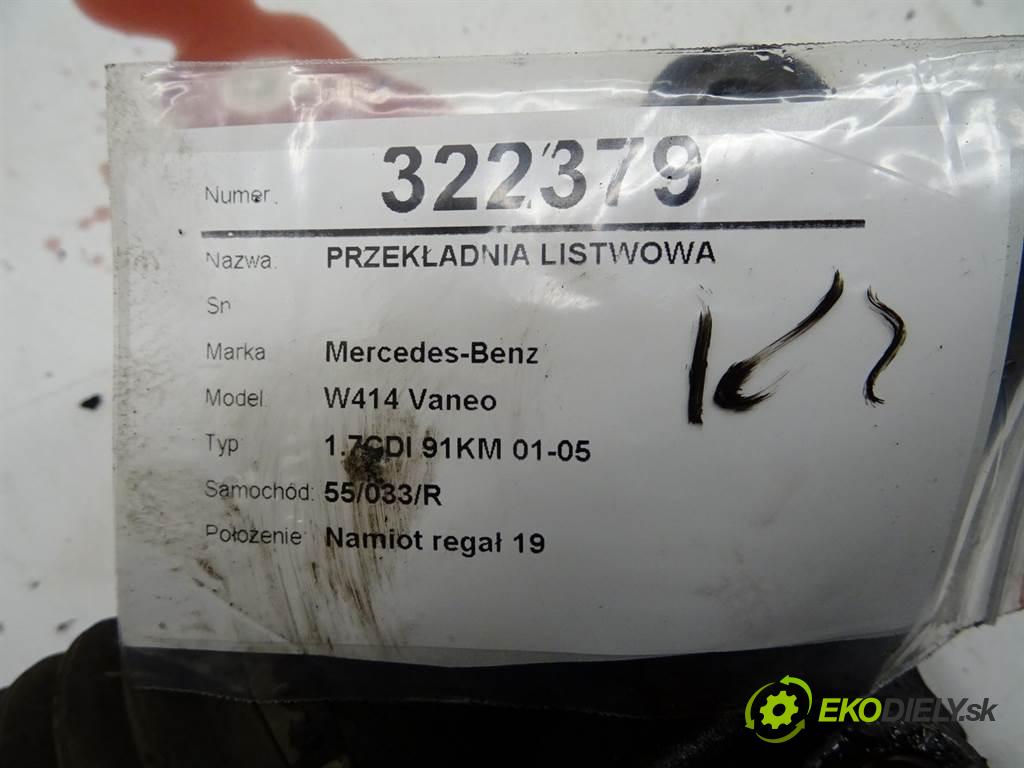 Numer. 322379
Nazwa. PRZEKŁADNIA LISTWOWA
Sn
Marka Mercedes-Benz
Model. W414 Vaneo
Typ 1.7CDI 91KM 01-05
Samochód: 55/033/R
Położenie Namiot regał 19
EKODIELY.sk